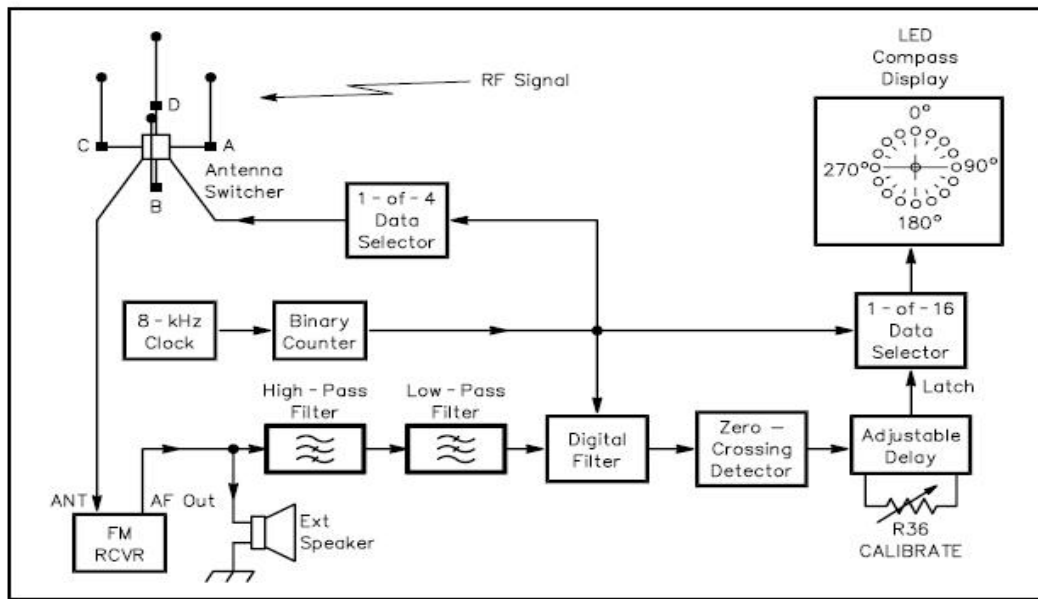 LED
Compass
Display
RF Signal
D
C
A
B
Antenna
Switcher
1-of-4
Data
Selector
0°
270°
90°
180°
8-kHz
Clock
Binary
Counter
1-of-16
Data
Selector
Latch
High-Pass
Filter
Low-Pass
Filter
Digital
Filter
Zero-
Crossing
Detector
Adjustable
Delay
ANT
AF Out
FM
RCVR
Ext
Speaker
R36
CALIBRATE